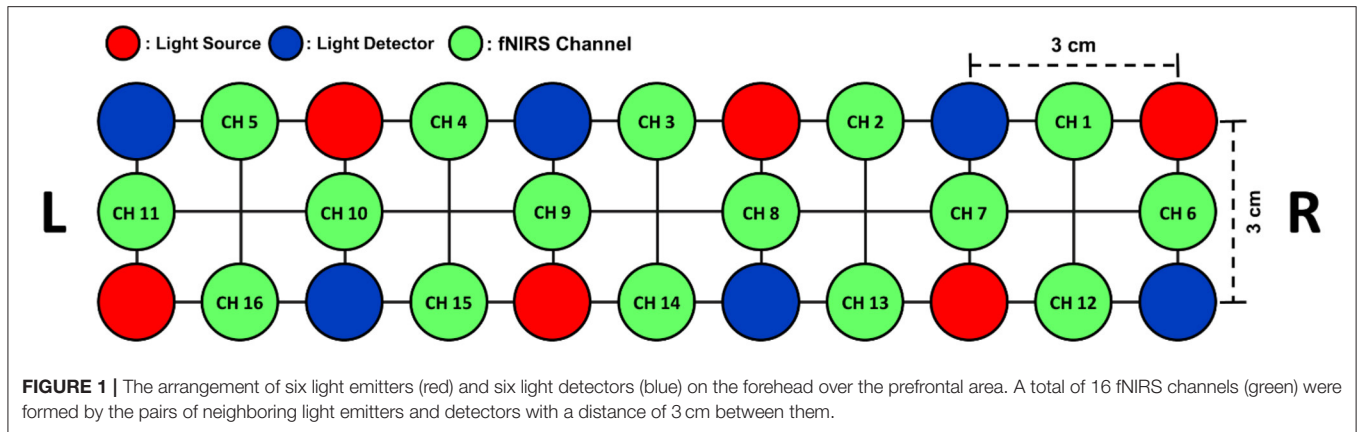 : Light Source : Light Detector : fNIRS Channel
3 cm
CH 5 CH 4 CH 3 CH 2 CH 1
L CH 11 CH 10 CH 9 CH 8 CH 7 CH 6 3 cm R
CH 16 CH 15 CH 14 CH 13 CH 12
FIGURE 1 | The arrangement of six light emitters (red) and six light detectors (blue) on the forehead over the prefrontal area. A total of 16 fNIRS channels (green) were
formed by the pairs of neighboring light emitters and detectors with a distance of 3 cm between them.